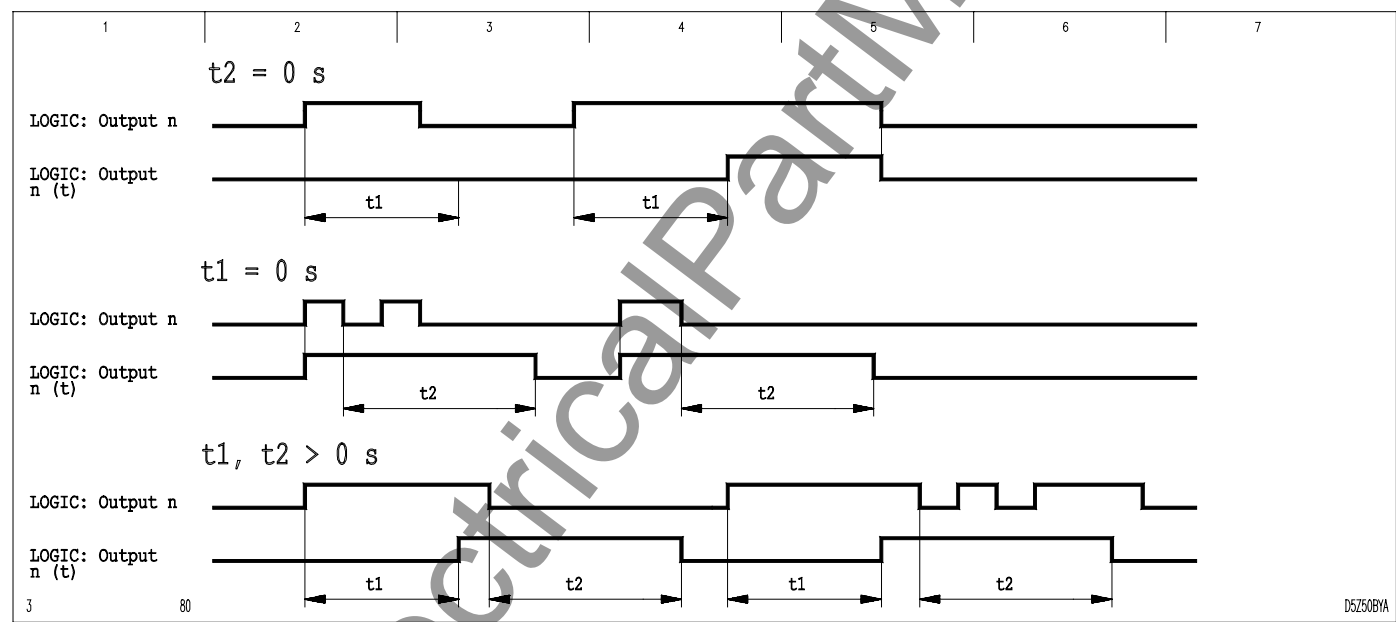 1 2 3 4 5 6 7
t2 = 0 s
LOGIC: Output n
LOGIC: Output
n (t)
t1 t1
t1 = 0 s
LOGIC: Output n
LOGIC: Output
n (t)
t2 t2
t1, t2 > 0 s
LOGIC: Output n
LOGIC: Output
n (t)
t1 t2 t1 t2
3 80 D5Z50BYA
ectricalPartM